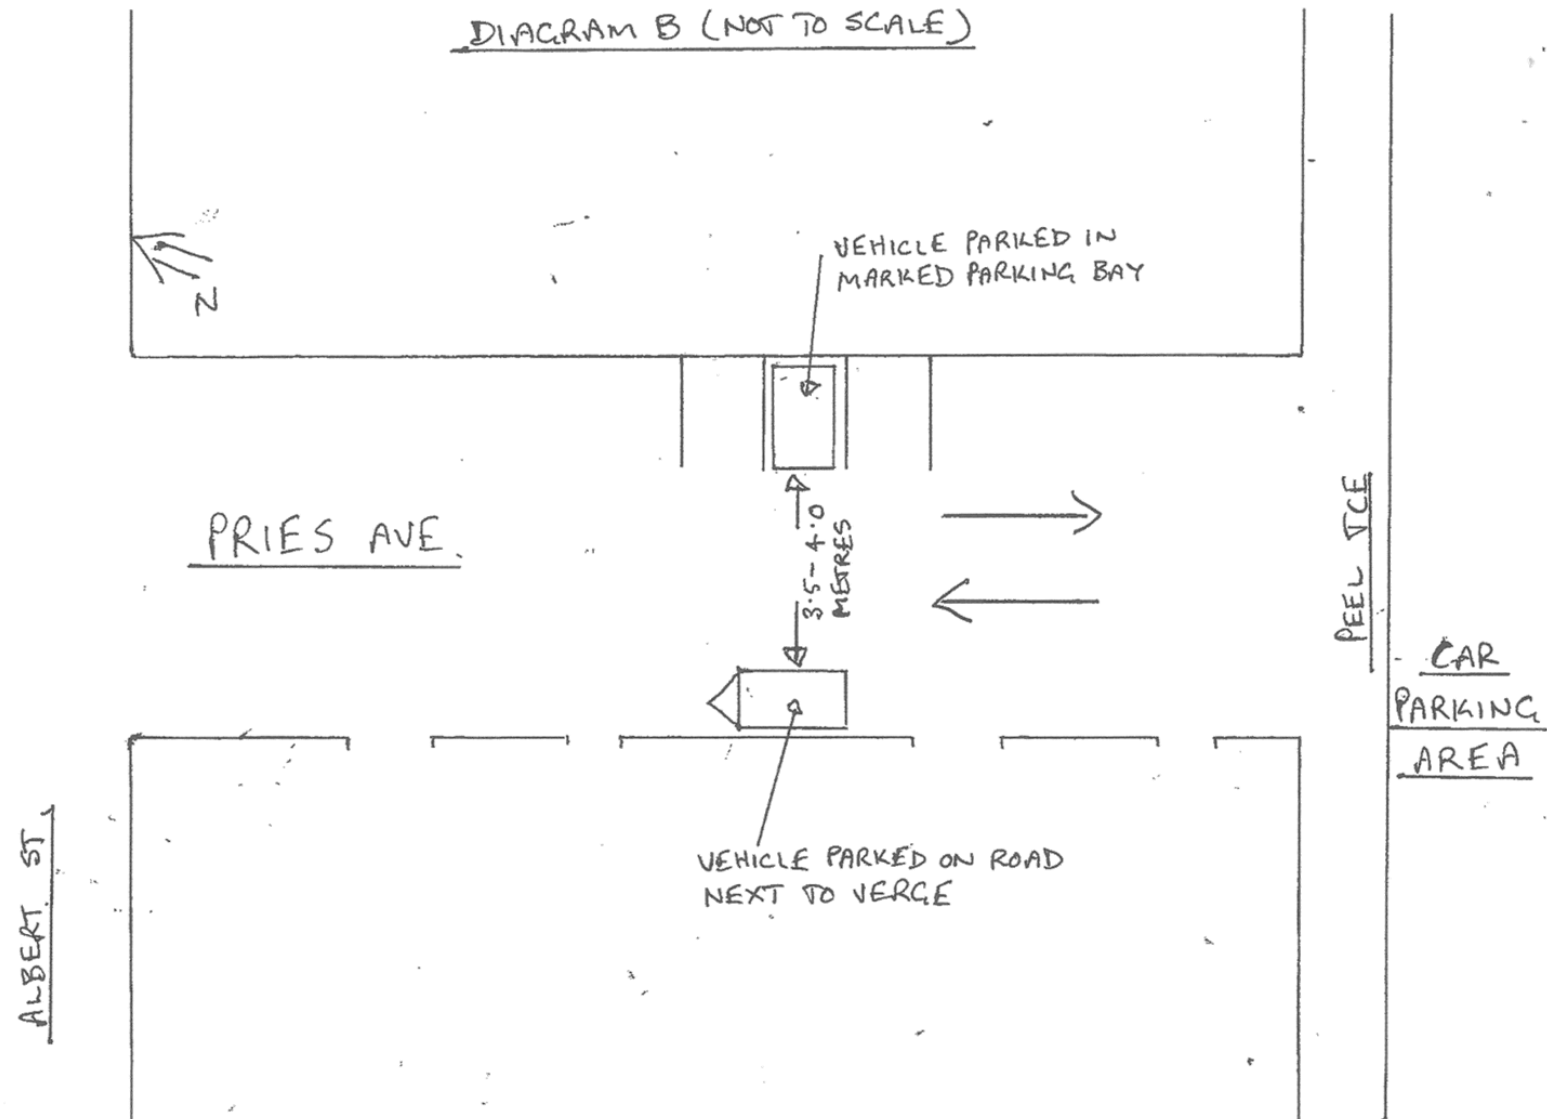 DIAGRAM B (NOT TO SCALE)
N
VEHICLE PARKED IN
MARKED PARKING BAY
PRIES AVE.
3.5-4.0
METRES
PEEL TCE
CAR
PARKING
AREA
ALBERT ST
VEHICLE PARKED ON ROAD
NEXT TO VERGE